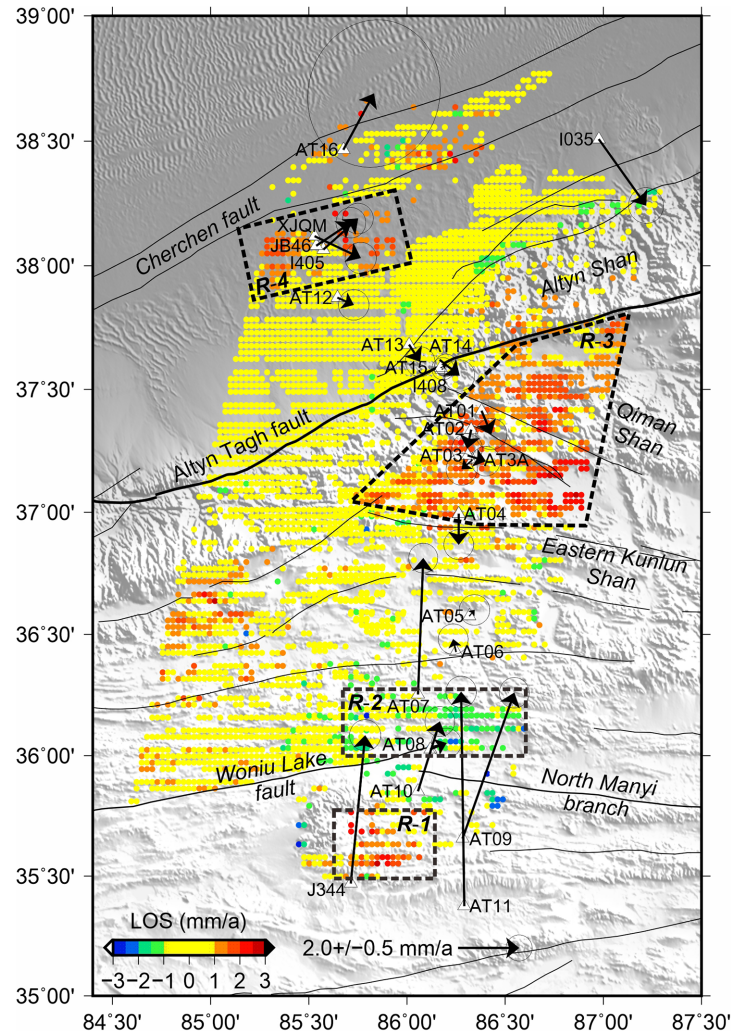 39°00'
38°30'
38°00'
37°30'
37°00'
36°30'
36°00'
35°30'
35°00'
AT16
I035
Cherchen fault
XJQM
JB46
I405
R-4
AT12
Altyn Shan
AT13
AT14
AT15
I408
R-3
Altyn Tagh fault
AT01
AT02
AT03
AT3A
Qiman
Shan
AT04
Eastern Kunlun
Shan
AT05
AT06
R-2
AT07
AT08
Woniu Lake
fault
AT10
North Manyi
branch
R-1
AT09
J344
AT11
LOS (mm/a)
−3 −2 −1 0 1 2 3
2.0+/−0.5 mm/a
84°30' 85°00' 85°30' 86°00' 86°30' 87°00' 87°30'